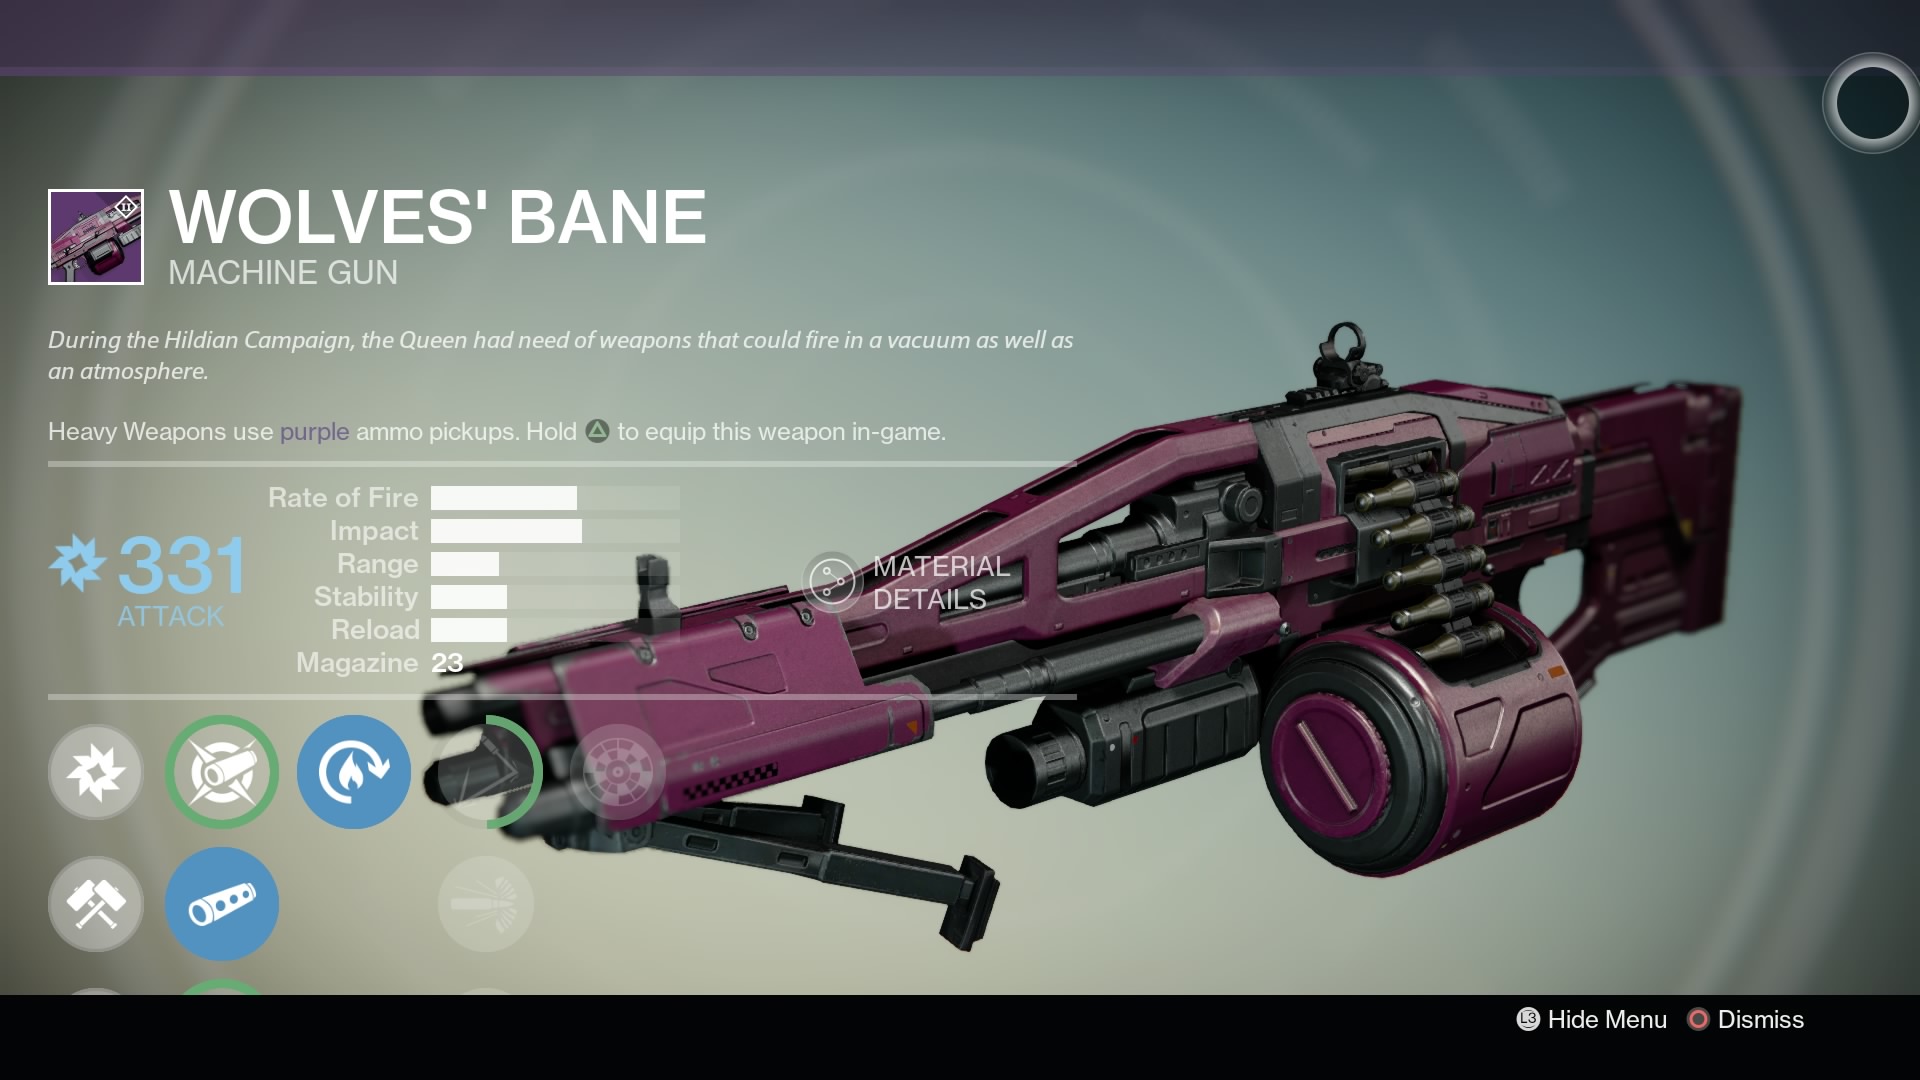 WOLVES' BANE
MACHINE GUN
During the Hildian Campaign, the Queen had need of weapons that could fire in a vacuum as well as
an atmosphere.
Heavy Weapons use purple ammo pickups. Hold to equip this weapon in-game.
331
ATTACK
Rate of Fire
Impact
Range
Stability
Reload
Magazine 23
MATERIAL
DETAILS
L3 Hide Menu
Dismiss